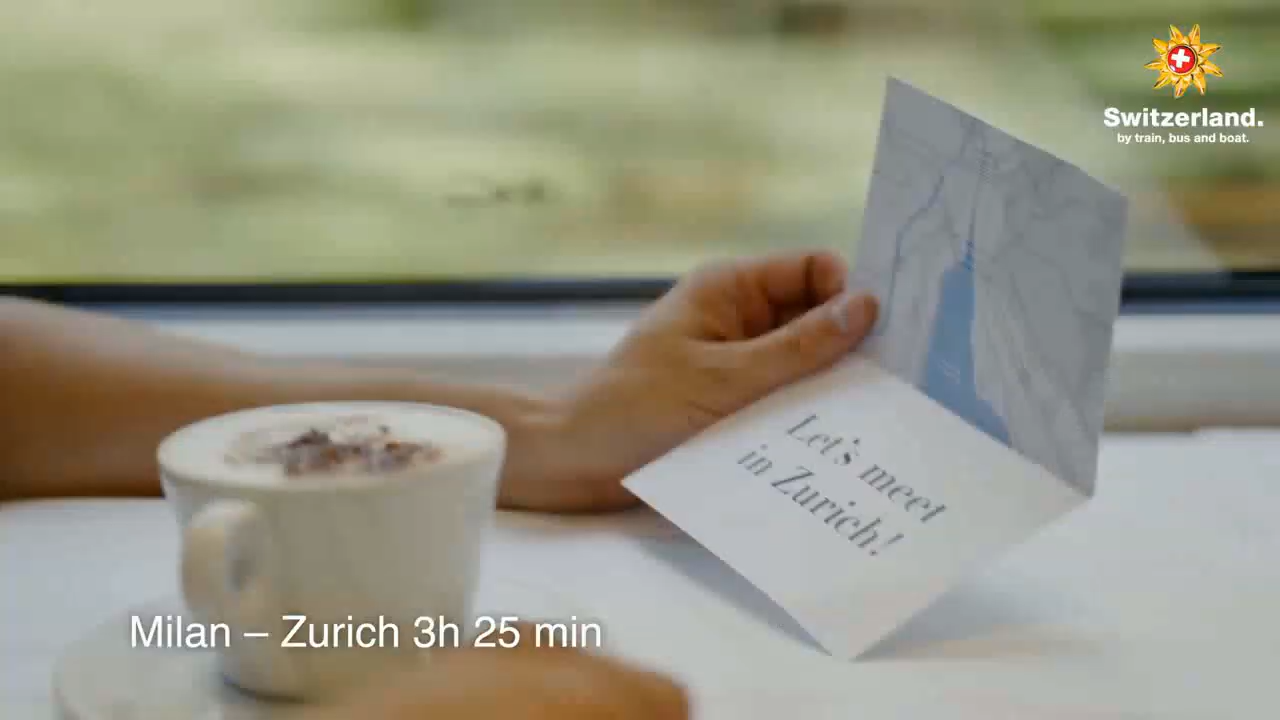 Switzerland.
by train, bus and boat.
Let's meet
in Zurich!
Milan – Zurich 3h 25 min